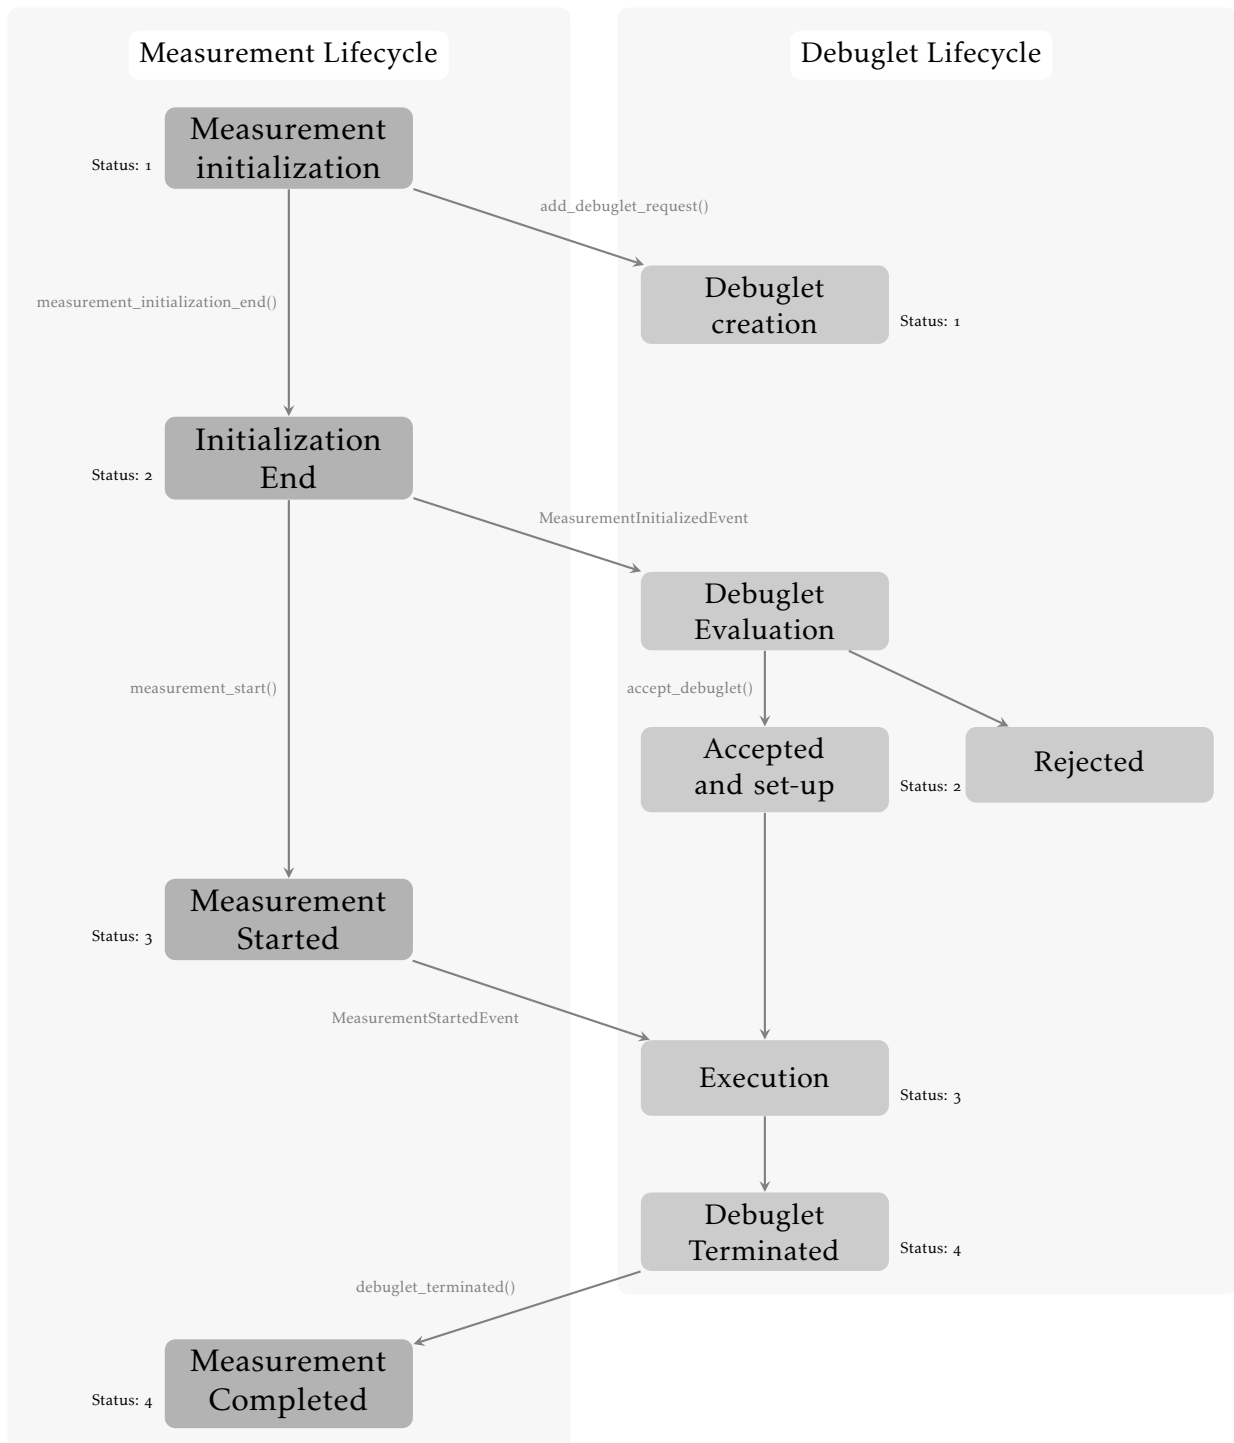 Measurement Lifecycle
Debuglet Lifecycle
Measurement
initialization
Status: 1
add_debuglet_request()
Debuglet
creation
Status: 1
measurement_initialization_end()
Initialization
End
Status: 2
MeasurementInitializedEvent
Debuglet
Evaluation
measurement_start()
accept_debuglet()
Accepted
and set-up
Status: 2
Rejected
Measurement
Started
Status: 3
MeasurementStartedEvent
Execution
Status: 3
Debuglet
Terminated
Status: 4
debuglet_terminated()
Measurement
Completed
Status: 4